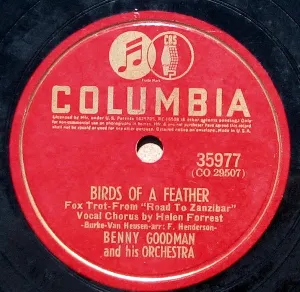 CBS
COLUMBIA
35977
(CO 29507)
BIRDS OF A FEATHER
Fox Trot-From "Road To Zanzibar"
Vocal Chorus by Helen Forrest
-Burke-Van Heusen-arr: F. Henderson-
BENNY GOODMAN
and his ORCHESTRA